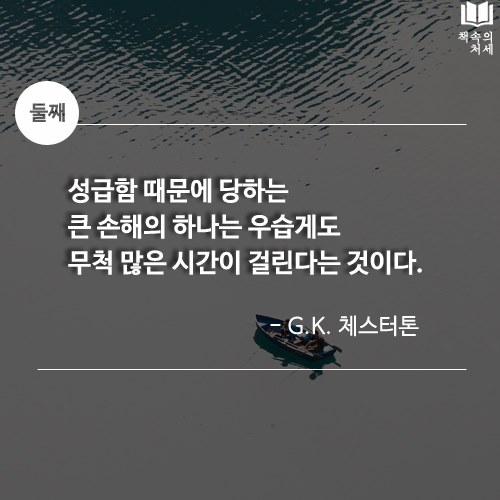 책속의
처세
둘째
성급함 때문에 당하는
큰 손해의 하나는 우습게도
무척 많은 시간이 걸린다는 것이다.
- G.K. 체스터톤